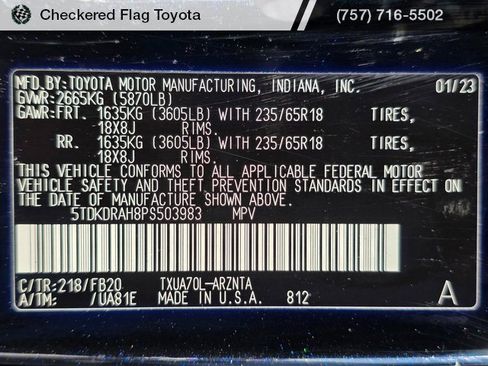 Checkered Flag Toyota (757) 716-5502
MFD.BY:TOYOTA MOTOR MANUFACTURING, INDIANA, INC. 01/23
GVWR:2665KG (5870LB)
GAWR:FRT. 1635KG (3605LB) WITH 235/65R18 TIRES,
18X8J RIMS.
RR. 1635KG (3605LB) WITH 235/65R18 TIRES,
18X8J RIMS.
THIS VEHICLE CONFORMS TO ALL APPLICABLE FEDERAL MOTOR
VEHICLE SAFETY AND THEFT PREVENTION STANDARDS IN EFFECT ON
THE DATE OF MANUFACTURE SHOWN ABOVE.
5TDKDRAH8PS503983 MPV
C/TR:218/FB20 TXUA70L-ARZNTA
A/TM: /UA81E MADE IN U.S.A. 812 A